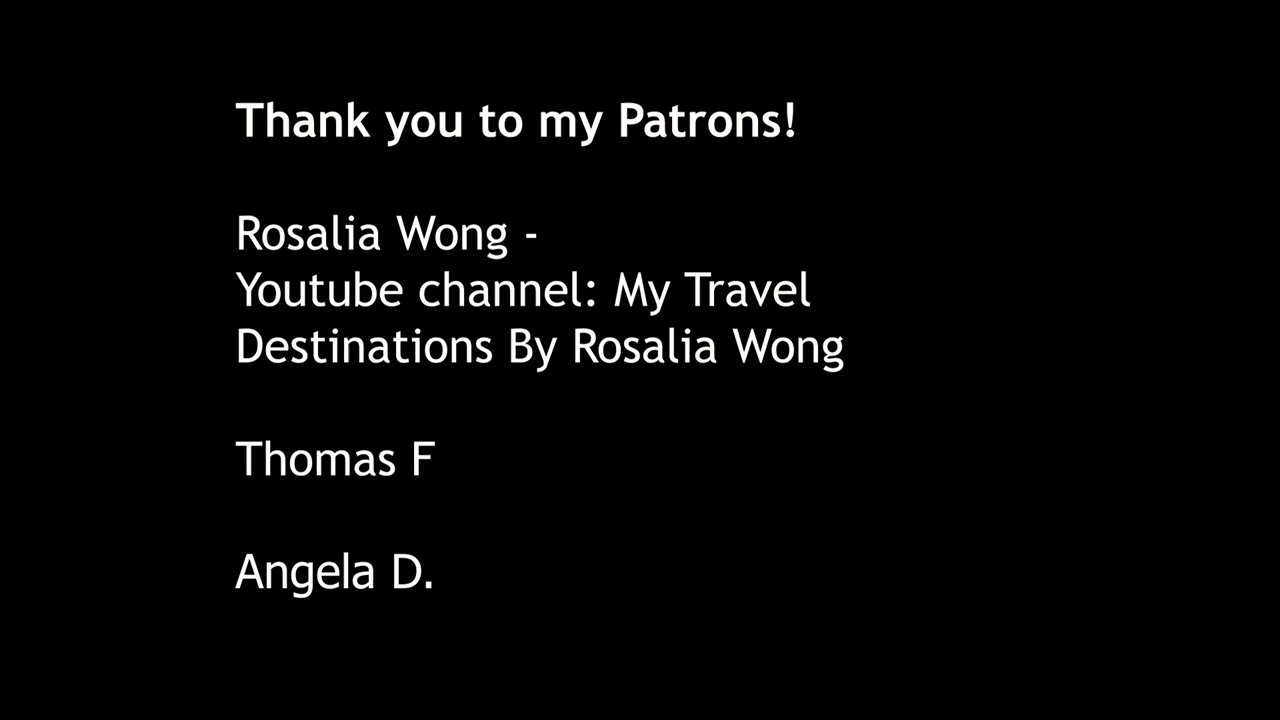 Thank you to my Patrons!
Rosalia Wong -
Youtube channel: My Travel
Destinations By Rosalia Wong
Thomas F
Angela D.